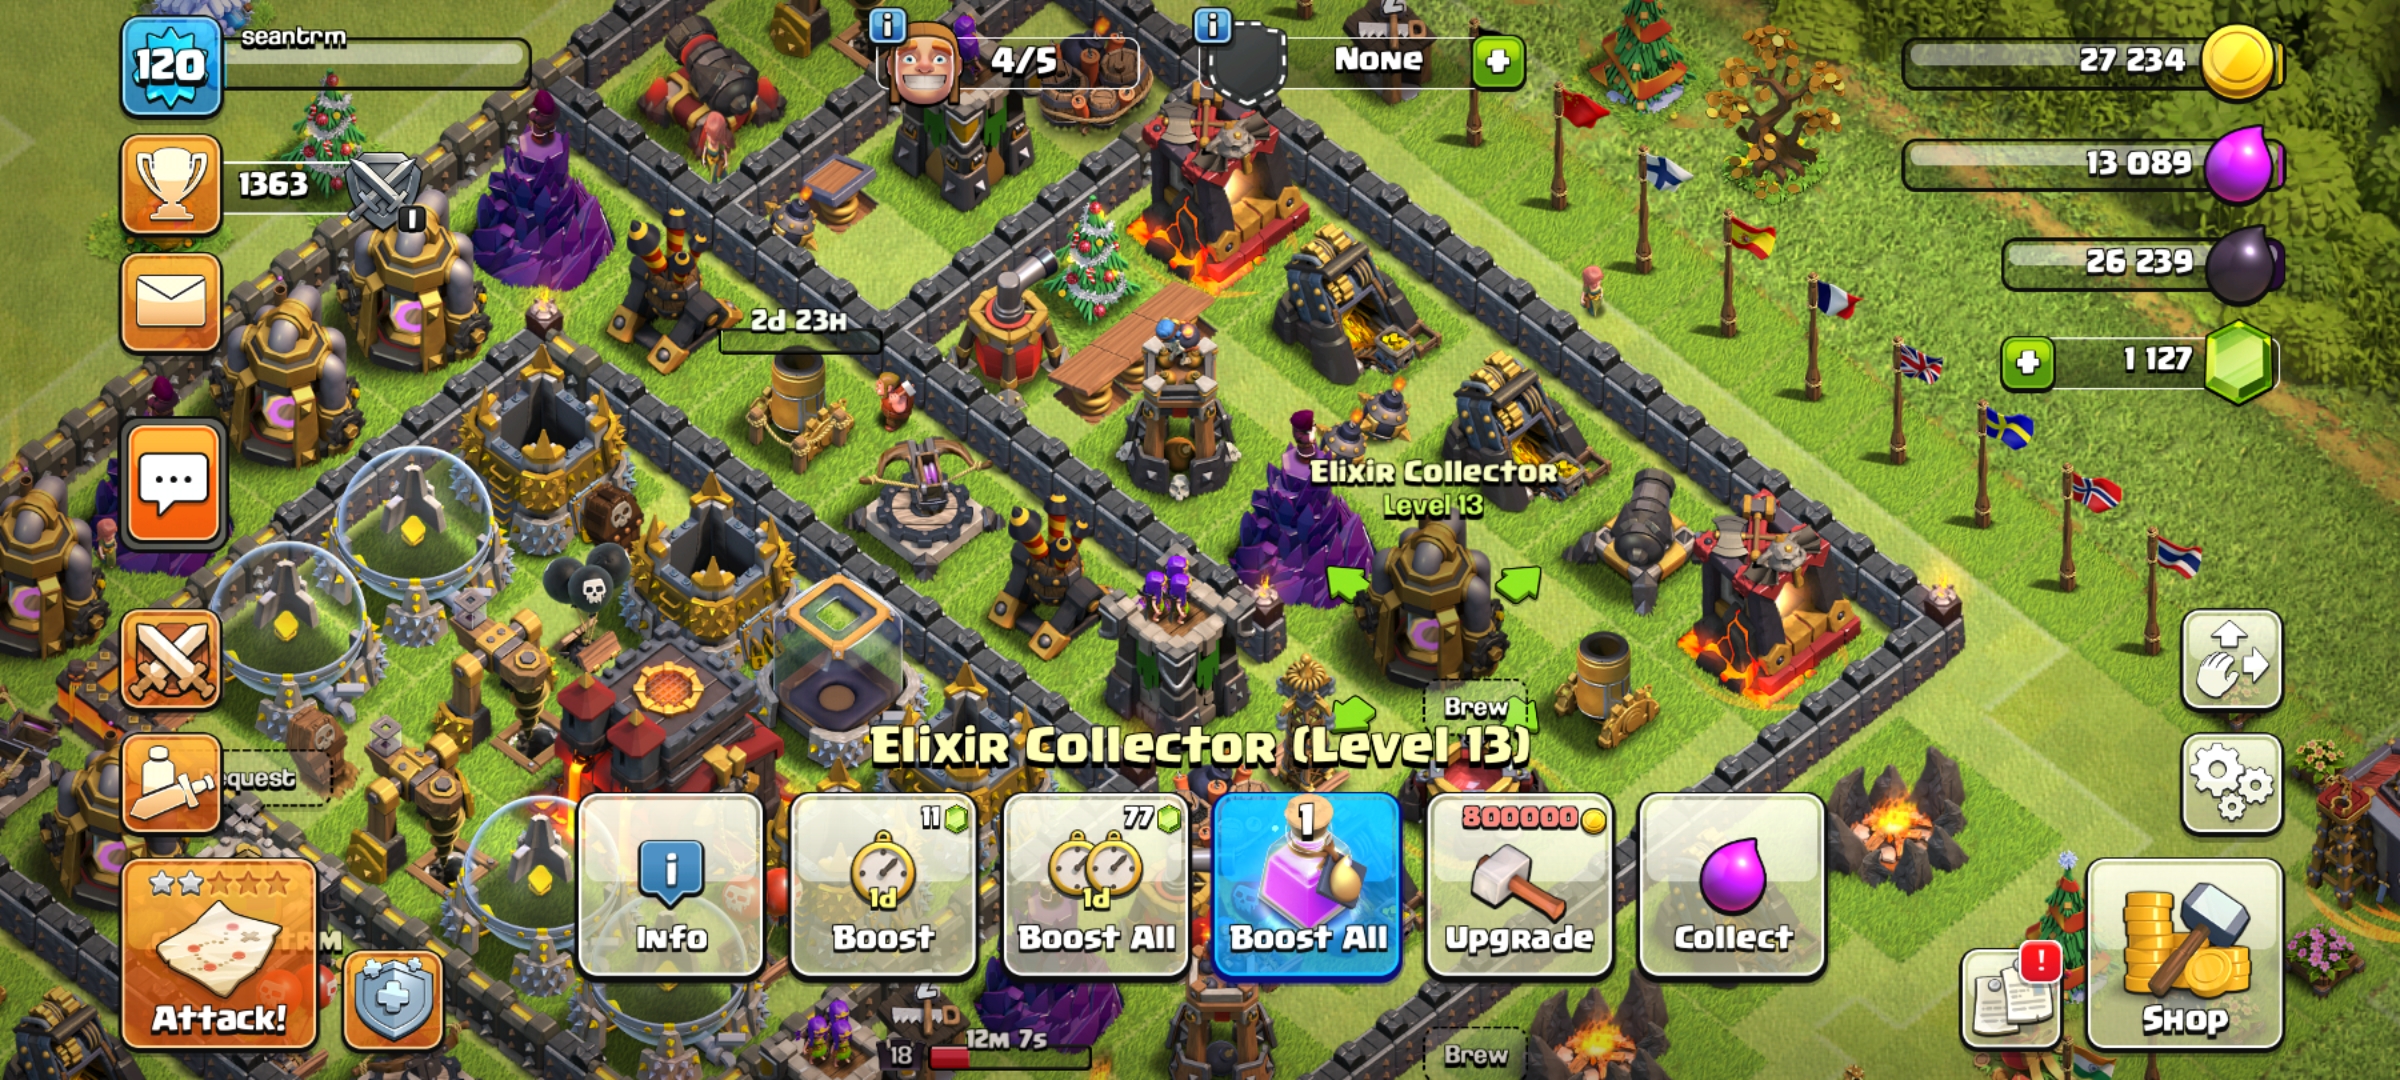 120
seantrm
4/5
None
27 234
1363
I
13 089
26 239
2d 23h
1 127
Elixir Collector
Level 13
Brew
Elixir Collector (Level 13)
equest
Info
11
1d
Boost
77
1d
Boost All
1
Boost All
800000
Upgrade
Collect
TRM
Attack!
!
Shop
18
12m 7s
Brew